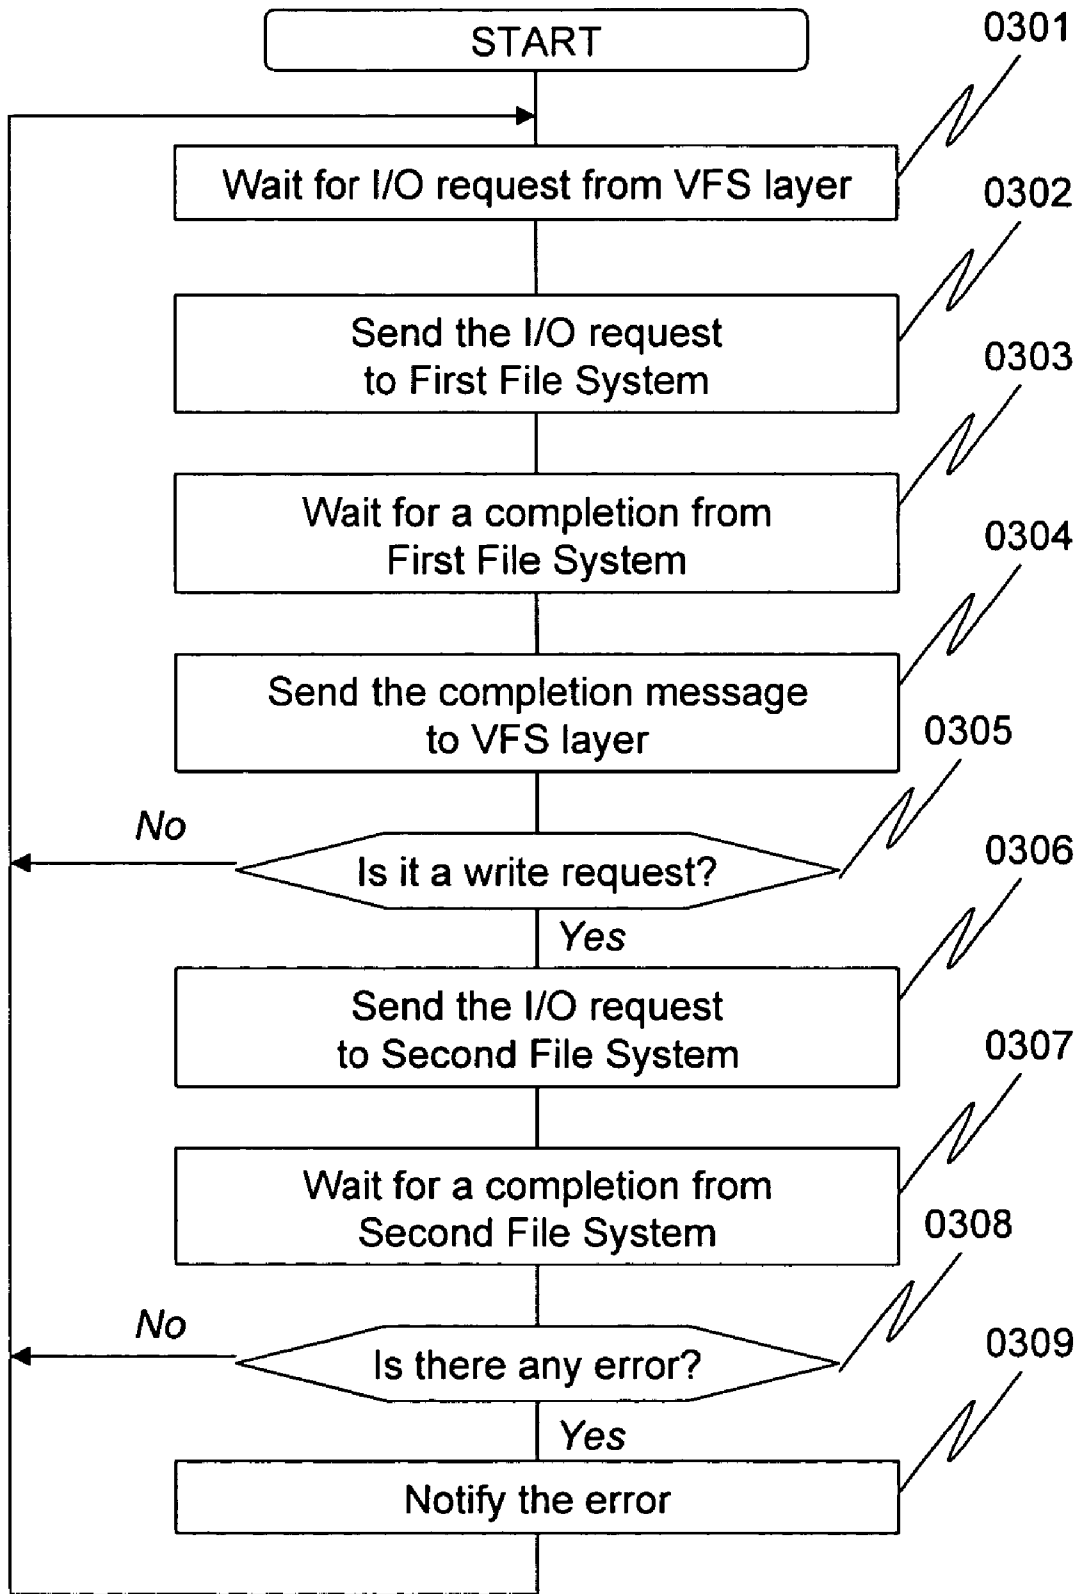 START
0301
Wait for I/O request from VFS layer
0302
Send the I/O request
to First File System
0303
Wait for a completion from
First File System
0304
Send the completion message
to VFS layer
0305
No
Is it a write request?
0306
Yes
Send the I/O request
to Second File System
0307
Wait for a completion from
Second File System
0308
No
Is there any error?
0309
Yes
Notify the error